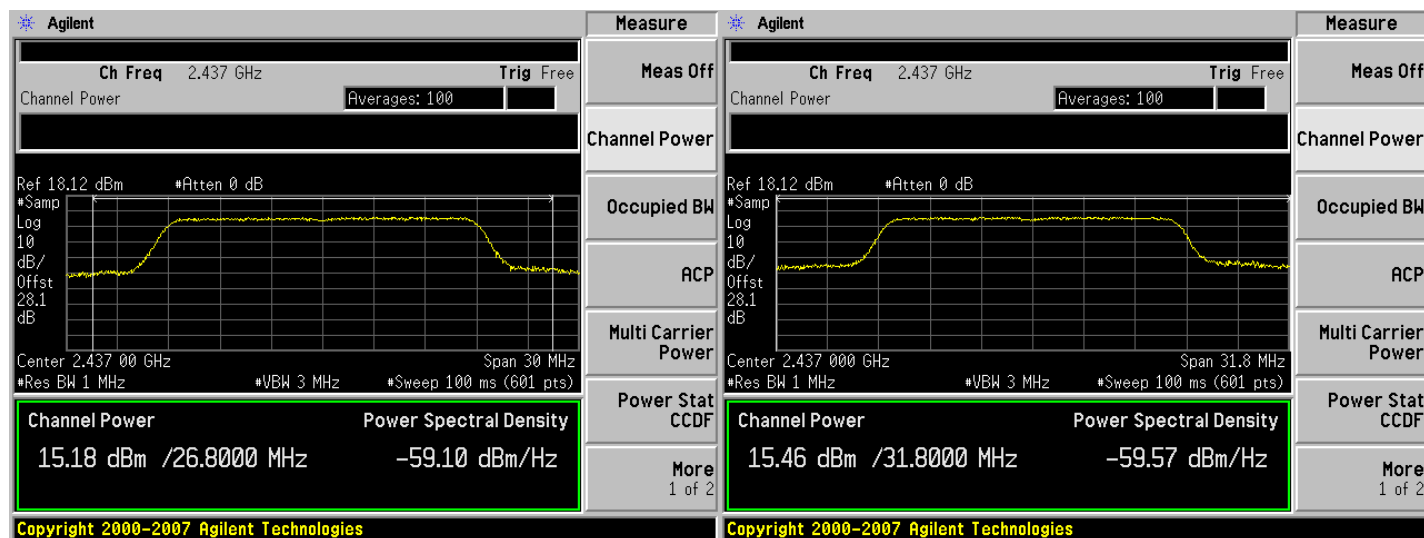 Agilent
Measure
Ch Freq 2.437 GHz
Trig Free
Meas Off
Channel Power
Averages: 100
Channel Power
Ref 18.12 dBm #Atten 0 dB
#Samp
Log
10
dB/
Offst
28.1
dB
Occupied BW
ACP
Multi Carrier
Power
Center 2.437 00 GHz
Span 30 MHz
#Res BW 1 MHz #VBW 3 MHz #Sweep 100 ms (601 pts)
Power Stat
CCDF
Channel Power
Power Spectral Density
15.18 dBm /26.8000 MHz
-59.10 dBm/Hz
More
1 of 2
Copyright 2000-2007 Agilent Technologies
Agilent
Measure
Ch Freq 2.437 GHz
Trig Free
Meas Off
Channel Power
Averages: 100
Channel Power
Ref 18.12 dBm #Atten 0 dB
#Samp
Log
10
dB/
Offst
28.1
dB
Occupied BW
ACP
Multi Carrier
Power
Center 2.437 000 GHz
Span 31.8 MHz
#Res BW 1 MHz #VBW 3 MHz #Sweep 100 ms (601 pts)
Power Stat
CCDF
Channel Power
Power Spectral Density
15.46 dBm /31.8000 MHz
-59.57 dBm/Hz
More
1 of 2
Copyright 2000-2007 Agilent Technologies